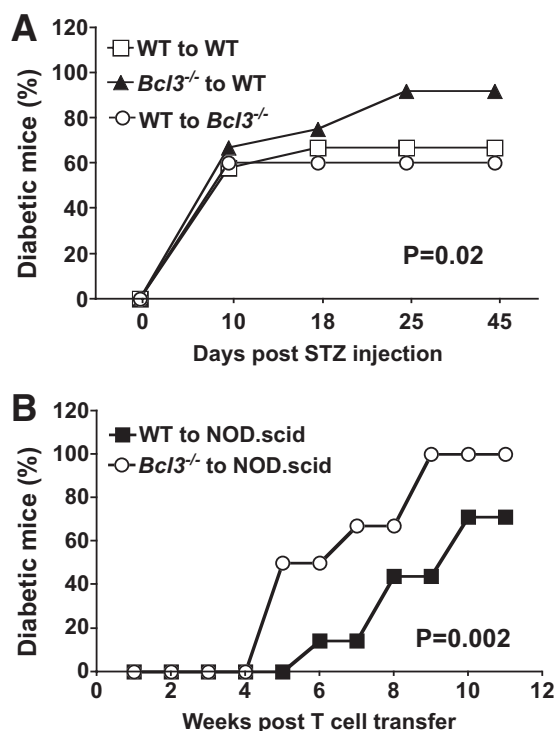 A
120
100
80
60
40
20
0
Diabetic mice (%)
WT to WT
Bcl3-/- to WT
WT to Bcl3-/-
P=0.02
0 10 18 25 45
Days post STZ injection
B
120
100
80
60
40
20
0
Diabetic mice (%)
WT to NOD.scid
Bcl3-/- to NOD.scid
P=0.002
0 2 4 6 8 10 12
Weeks post T cell transfer